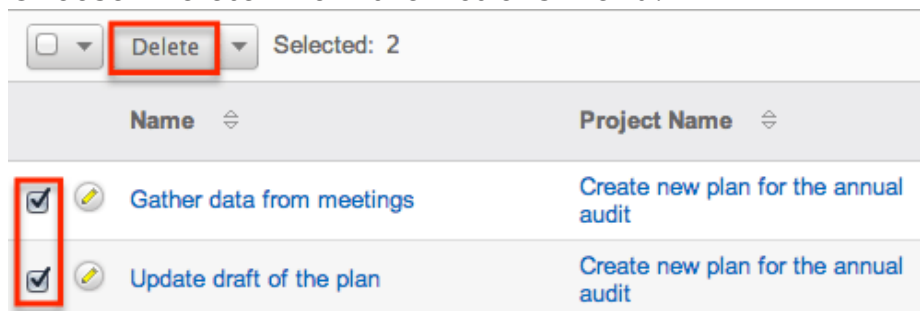 Delete Selected: 2
Name Project Name
Gather data from meetings Create new plan for the annual
audit
Update draft of the plan Create new plan for the annual
audit